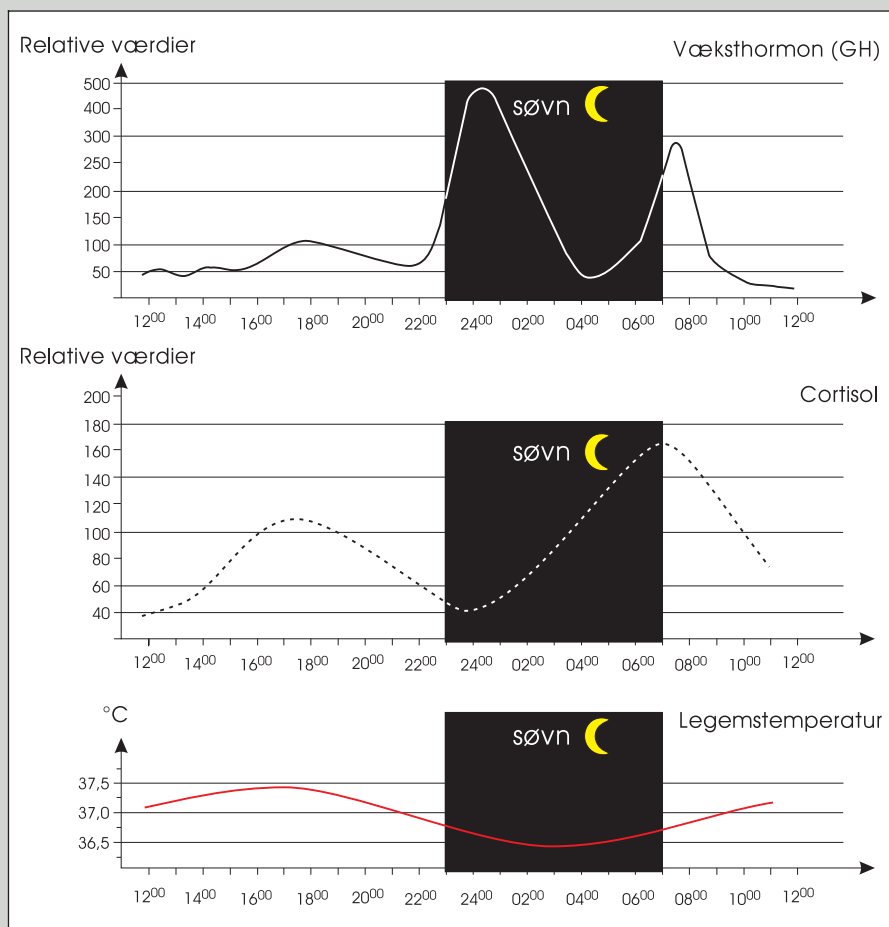 Relative værdier
Væksthormon (GH)
500
400
300
250
200
150
100
50
søvn
12⁰⁰ 14⁰⁰ 16⁰⁰ 18⁰⁰ 20⁰⁰ 22⁰⁰ 24⁰⁰ 02⁰⁰ 04⁰⁰ 06⁰⁰ 08⁰⁰ 10⁰⁰ 12⁰⁰
Relative værdier
Cortisol
200
180
160
140
120
100
80
60
40
søvn
12⁰⁰ 14⁰⁰ 16⁰⁰ 18⁰⁰ 20⁰⁰ 22⁰⁰ 24⁰⁰ 02⁰⁰ 04⁰⁰ 06⁰⁰ 08⁰⁰ 10⁰⁰ 12⁰⁰
°C
Legemstemperatur
søvn
37,5
37,0
36,5
12⁰⁰ 14⁰⁰ 16⁰⁰ 18⁰⁰ 20⁰⁰ 22⁰⁰ 24⁰⁰ 02⁰⁰ 04⁰⁰ 06⁰⁰ 08⁰⁰ 10⁰⁰ 12⁰⁰